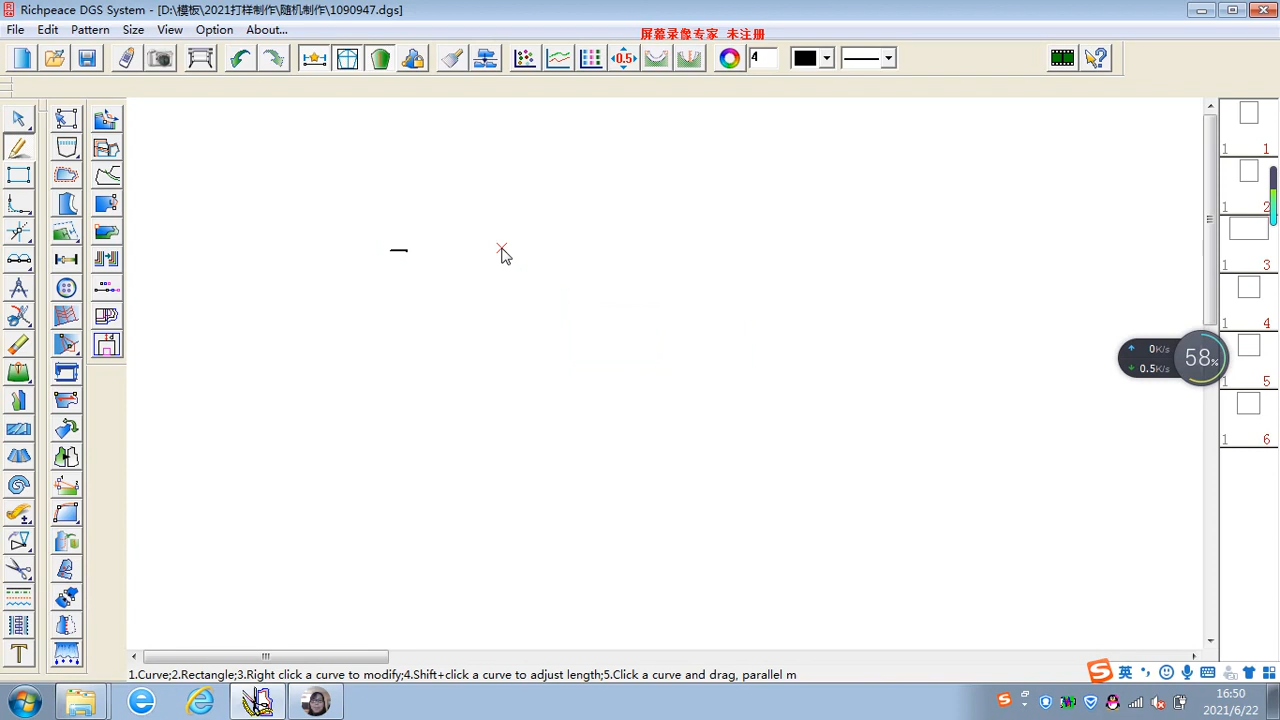 Richpeace DGS System - [D:\模板\2021打样制作\随机制作\1090947.dgs]
File Edit Pattern Size View Option About...
屏幕录像专家 未注册
0.5
4
1 1
1 2
1 3
0K/s
58%
0.5K/s
1 4
1 5
1 6
T
1.Curve;2.Rectangle;3.Right click a curve to modify;4.Shift+click a curve to adjust length;5.Click a curve and drag, parallel m
英
16:50
2021/6/22